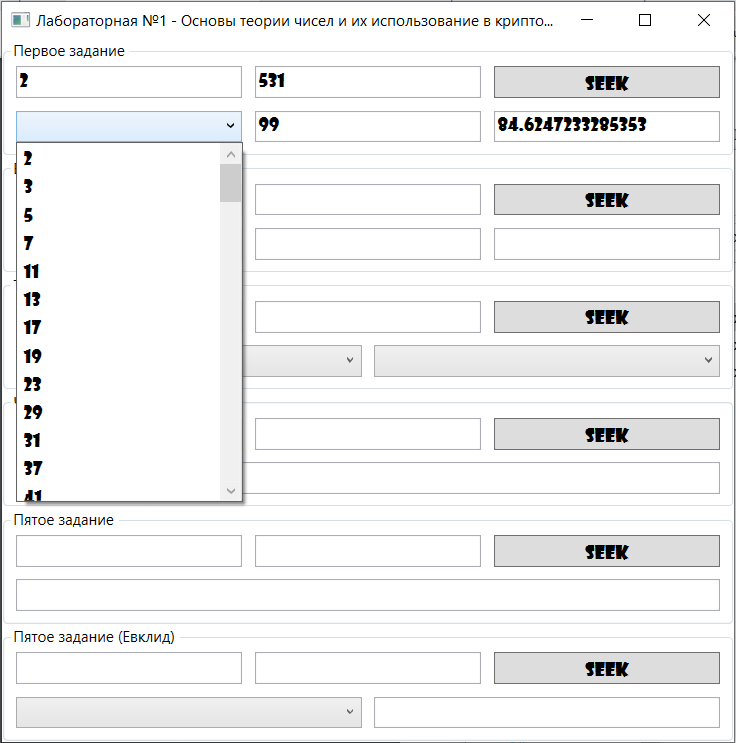 Лабораторная №1 - Основы теории чисел и их использование в крипто...
Первое задание
2 531 SEEK
99 84.6247233285353
2
3
5
7
11
13
17
19
23
29
31
37
41
SEEK
SEEK
SEEK
Пятое задание
SEEK
Пятое задание (Евклид)
SEEK